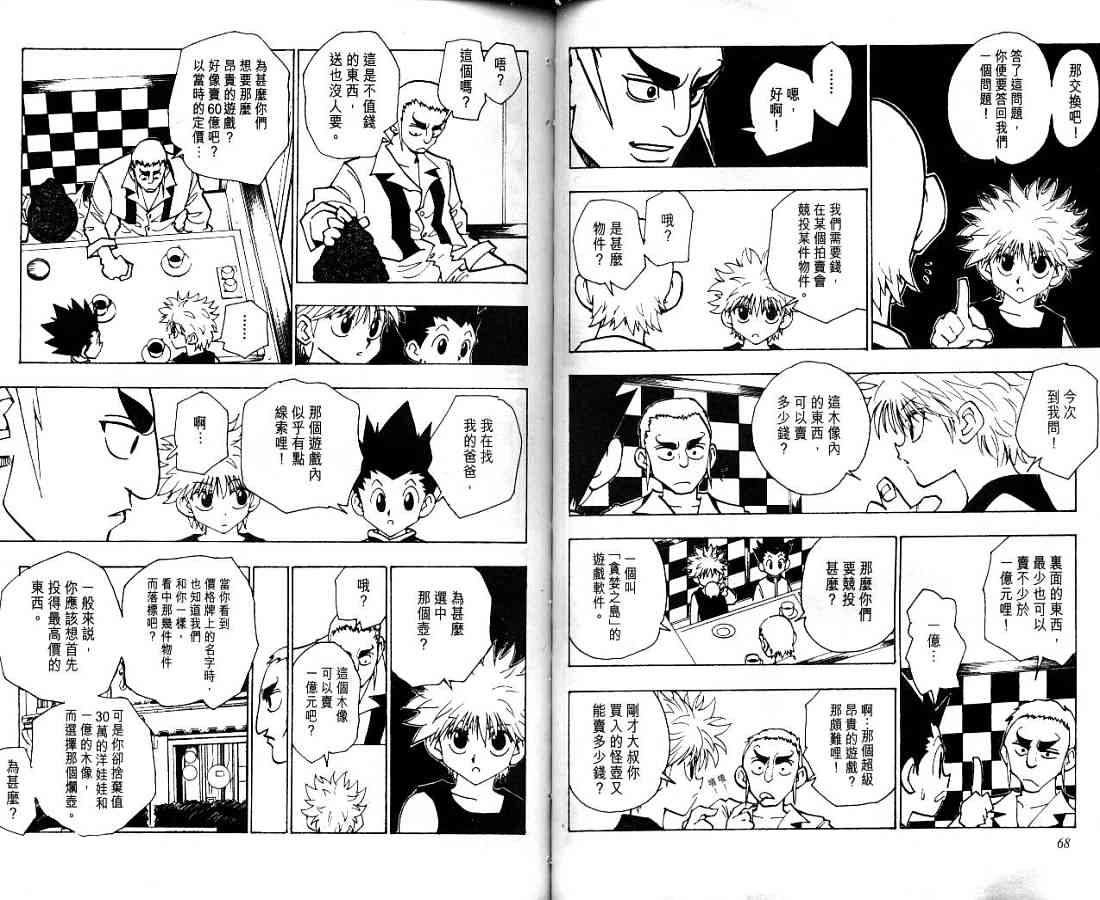 那交換吧！
答了這問題，
你便要答回我們
一個問題！
……
嗯，
好啊！
我們需要錢，
在某個拍賣會
競投某件物件。
哦？
是甚麼
物件？
今次
到我問！
這木像內
的東西
可以賣
多少錢？
裏面的東西，
最少也可以
賣不少於
一億元哩！
一億…
那麼你們
要競投
甚麼？
一個叫
「貪婪之島」的
遊戲軟件。
啊…那個超級
昂貴的遊戲？
那頗難哩！
剛才大叔你
買入的怪壺又
能賣多少錢？
68
唔？
這個嗎？
這是不值錢
的東西，
送也沒人要。
為甚麼你們
想要那麼
昂貴的遊戲？
好像賣60億吧？
以當時的定價…
……
我在找
我的爸爸，
那個遊戲內
似乎有點
線索哩！
啊…
為甚麼
選中
那個壺？
哦？
這個木像
可以賣
一億元吧？
當你看到
價格牌上的名字時，
也知道我們
和你一樣，
看中那幾件物件
而落標吧？
一般來說，
你應該想首先
投得最高價的
東西。
可是你卻捨棄值
30萬的洋娃娃和
一億的木像，
而選擇那個爛壺。
為甚麼？